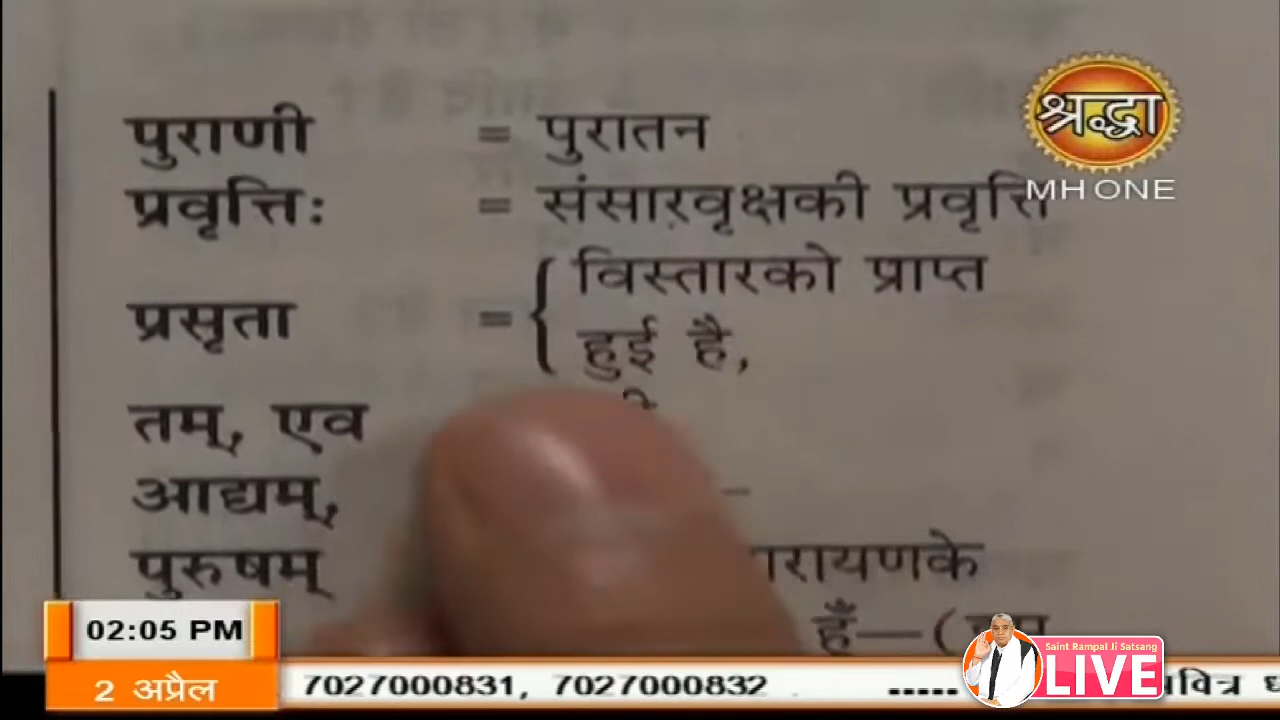 पुराणी = पुरातन
श्रद्धा
MH ONE
प्रवृत्तिः = संसारवृक्षकी प्रवृत्ति
प्रसृता = { विस्तारको प्राप्त
हुई है,
तम्, एव
आद्यम्,
पुरुषम्
हूँ—(
02:05 PM
2 अप्रैल
7027000831, 7027000832 . .....
Saint Rampal Ji Satsang
LIVE